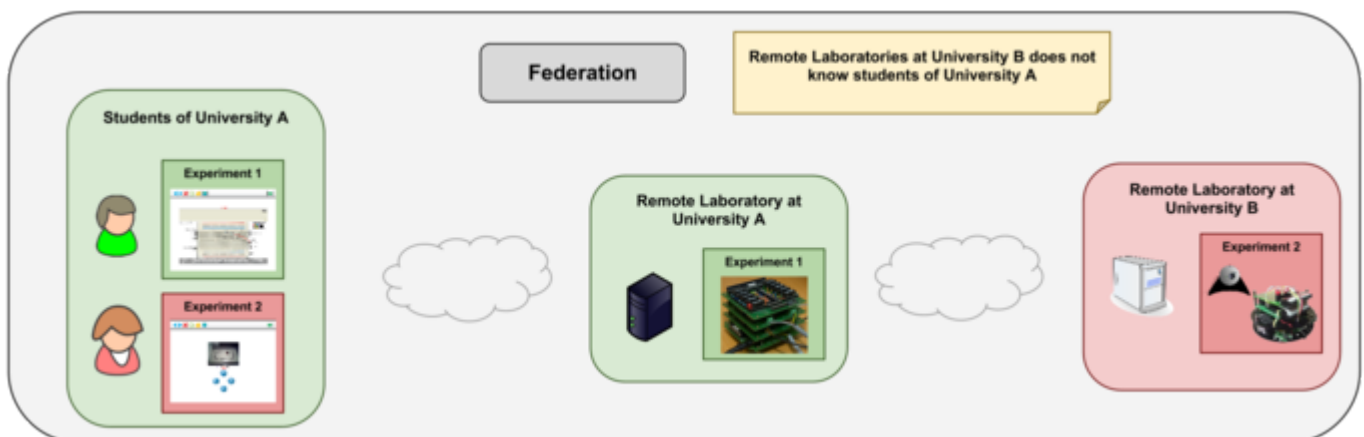 Federation
Remote Laboratories at University B does not
know students of University A
Students of University A
Experiment 1
Experiment 2
Remote Laboratory at
University A
Experiment 1
Remote Laboratory at
University B
Experiment 2